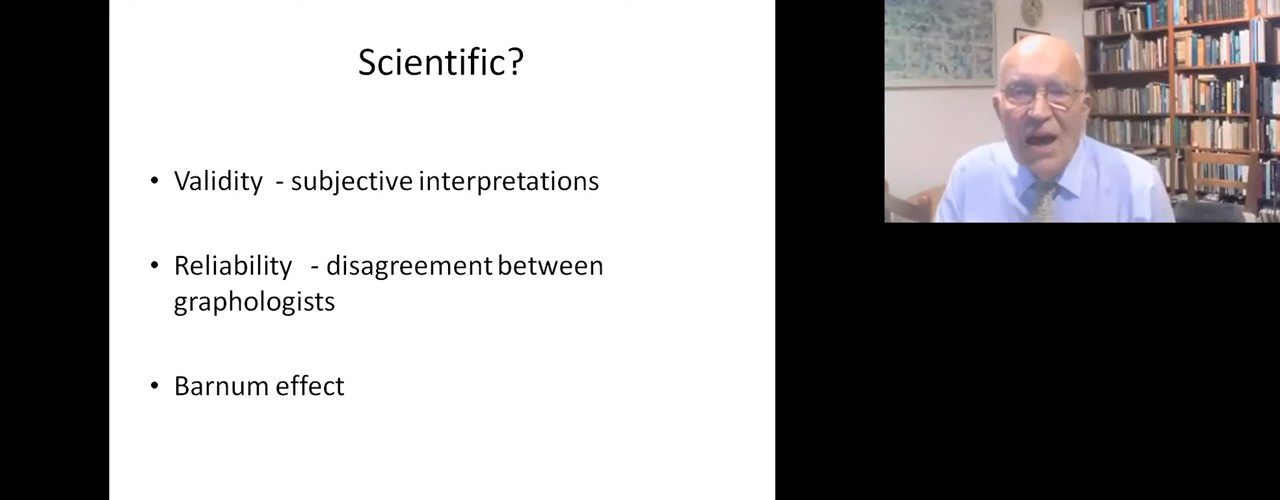 Scientific?
• Validity - subjective interpretations
• Reliability - disagreement between
graphologists
• Barnum effect